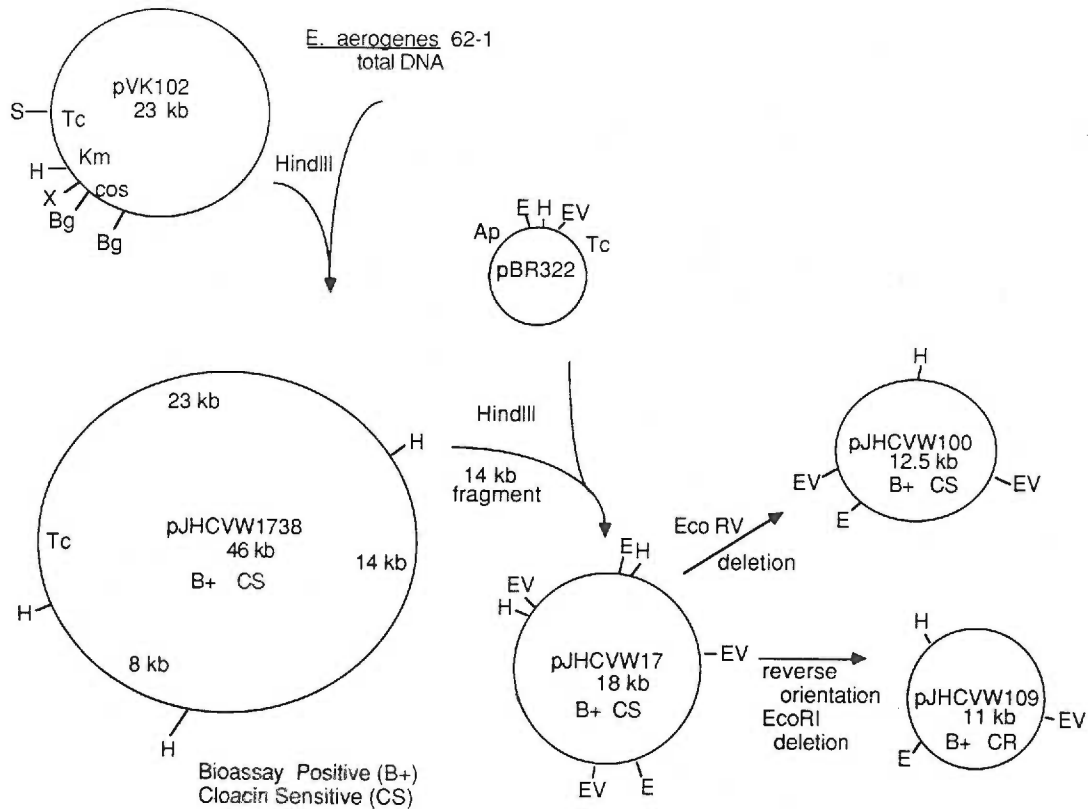 E. aerogenes 62-1
total DNA
pVK102
23 kb
S
Tc
Km
H
cos
X
Bg
Bg
HindIII
E H EV
Ap
Tc
pBR322
23 kb
H
HindIII
14 kb
fragment
pJHCVW1738
46 kb
B+ CS
Tc
14 kb
H
8 kb
H
Bioassay Positive (B+)
Cloacin Sensitive (CS)
E H
EV
H
EV
pJHCVW17
18 kb
B+ CS
EV
E
Eco RV
deletion
H
pJHCVW100
12.5 kb
B+ CS
EV
EV
E
reverse
orientation
EcoRI
deletion
H
pJHCVW109
11 kb
B+ CR
EV
E